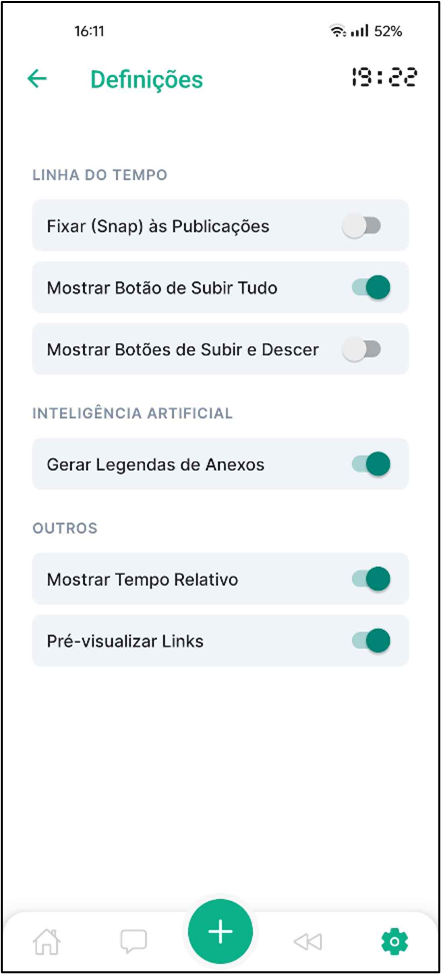 16:11 52%
Definições 19:22
LINHA DO TEMPO
Fixar (Snap) às Publicações
Mostrar Botão de Subir Tudo
Mostrar Botões de Subir e Descer
INTELIGÊNCIA ARTIFICIAL
Gerar Legendas de Anexos
OUTROS
Mostrar Tempo Relativo
Pré-visualizar Links